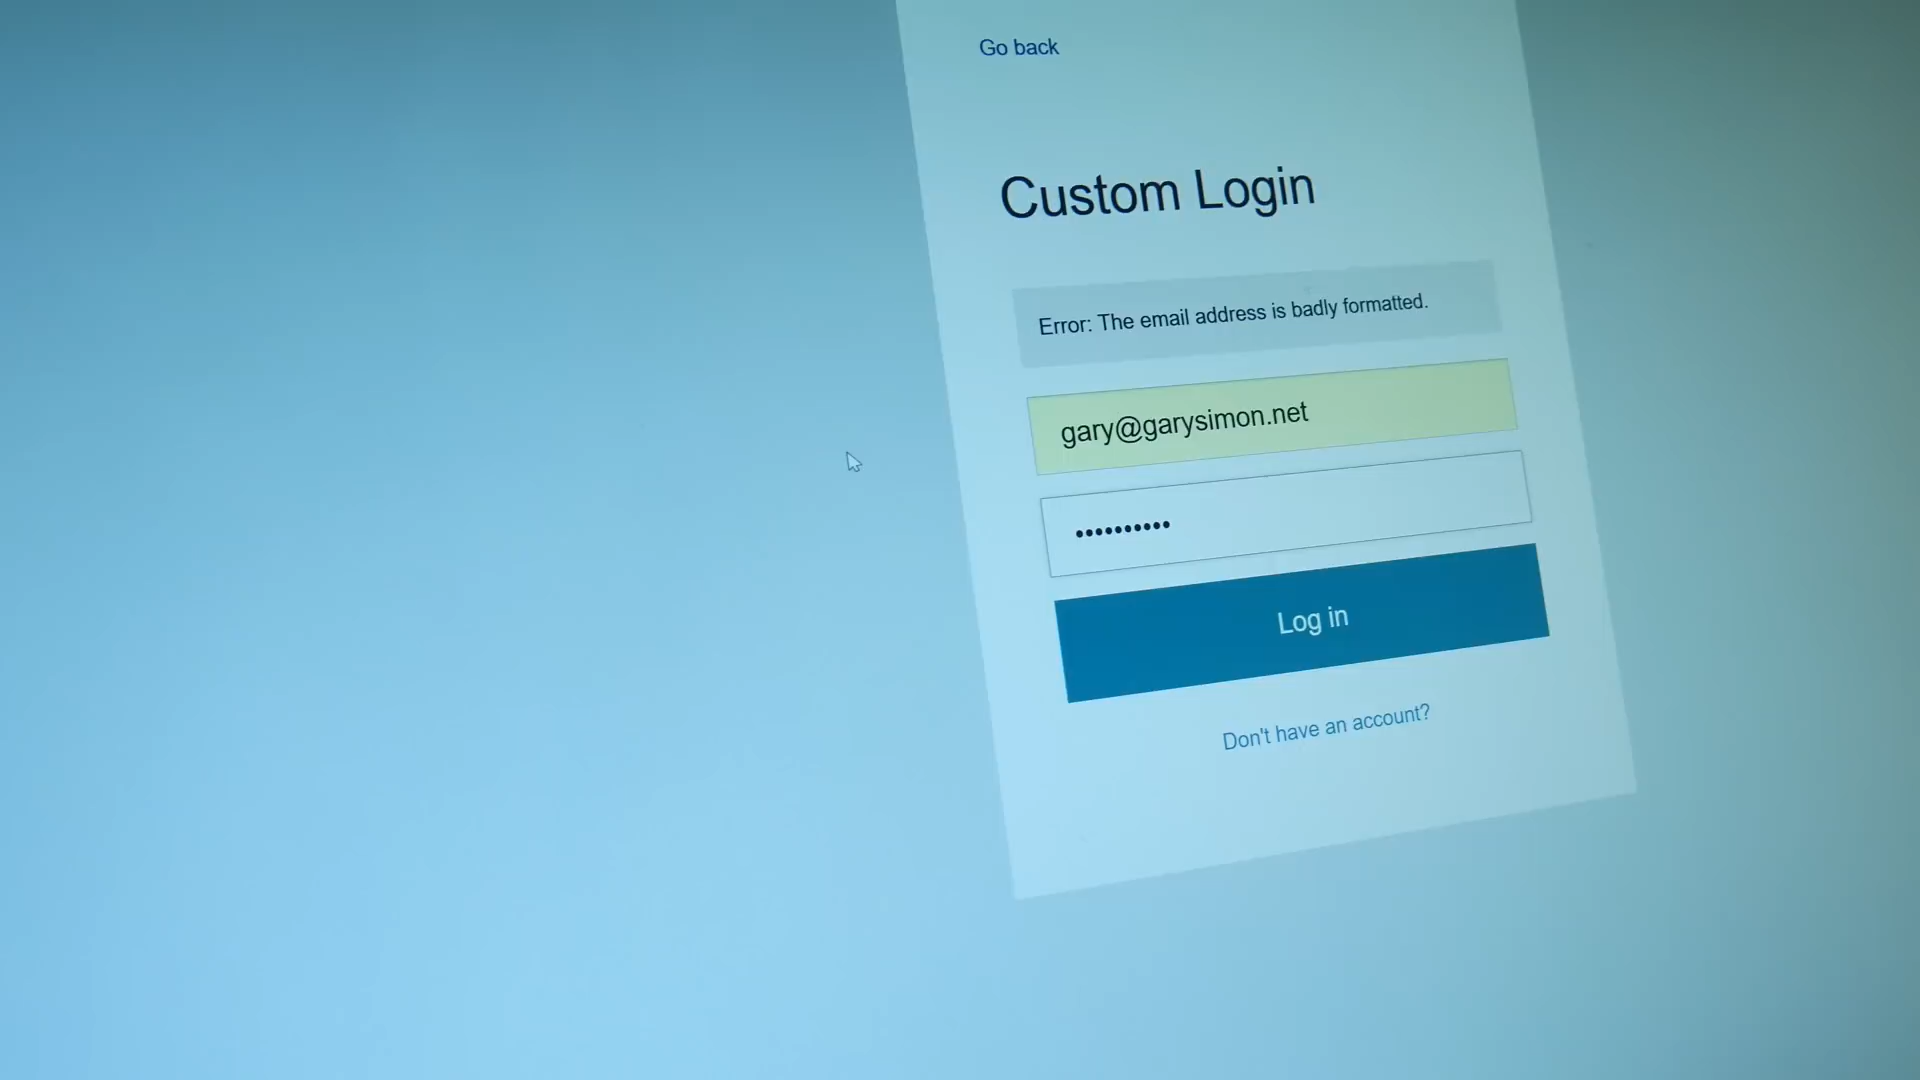 Go back
Custom Login
Error: The email address is badly formatted.
gary@garysimon.net
••••••••••
Log in
Don't have an account?